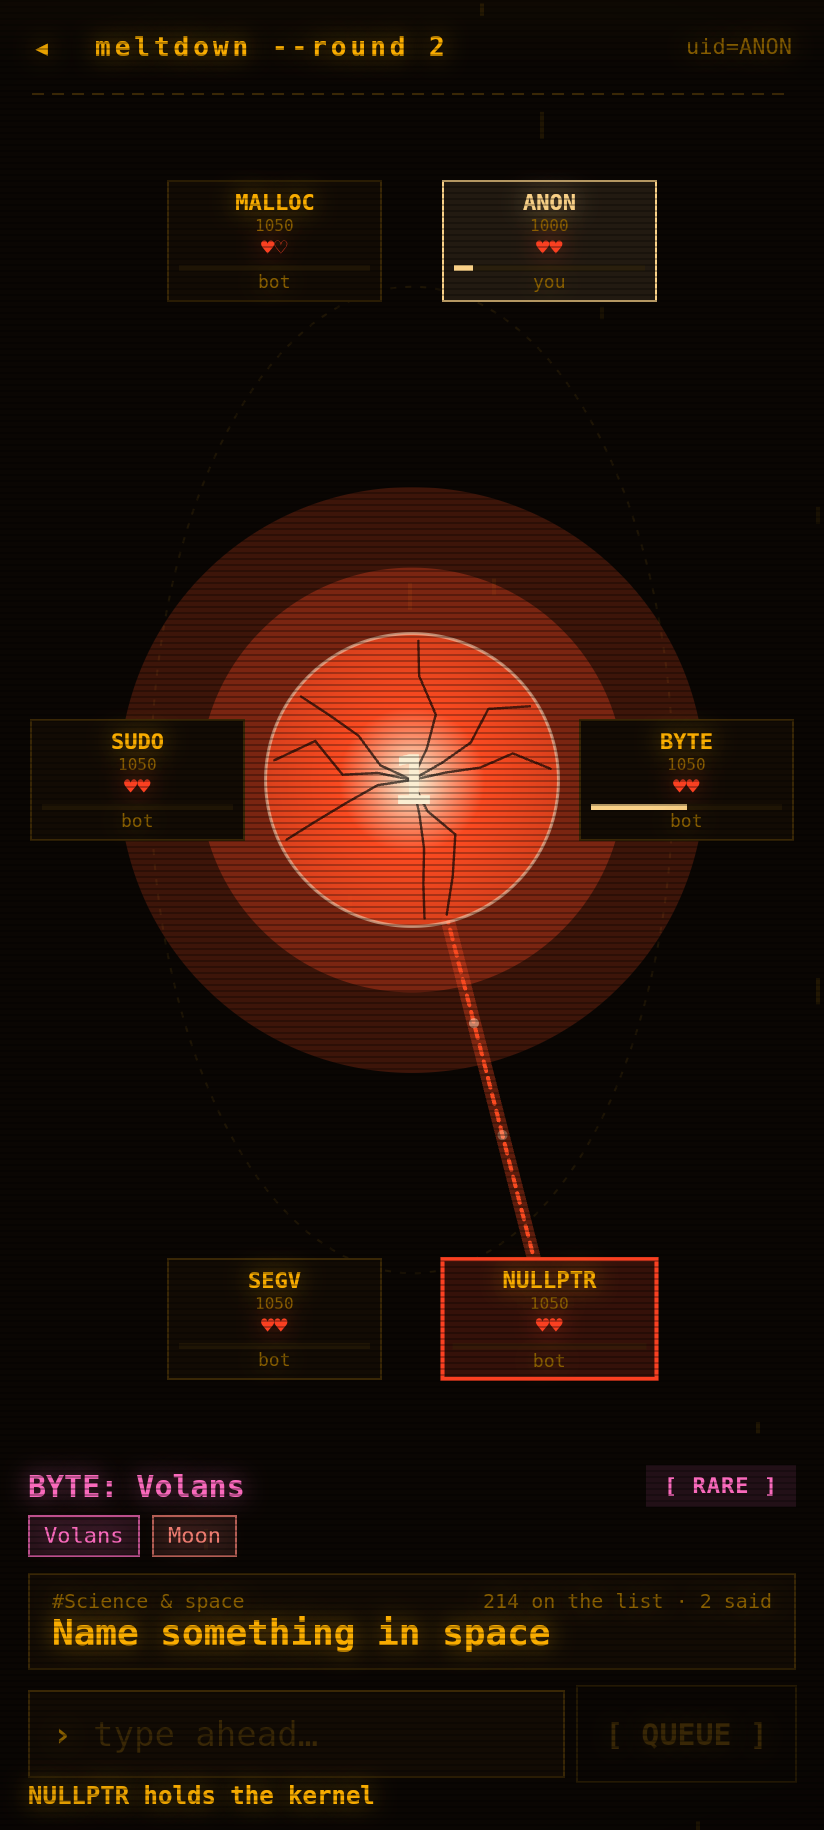 ◂ meltdown --round 2 uid=ANON
MALLOC
1050
♥♡
bot
ANON
1000
♥♥
you
SUDO
1050
♥♥
bot
1
BYTE
1050
♥♥
bot
SEGV
1050
♥♥
bot
NULLPTR
1050
♥♥
bot
BYTE: Volans [ RARE ]
Volans Moon
#Science & space 214 on the list · 2 said
Name something in space
› type ahead… [ QUEUE ]
NULLPTR holds the kernel